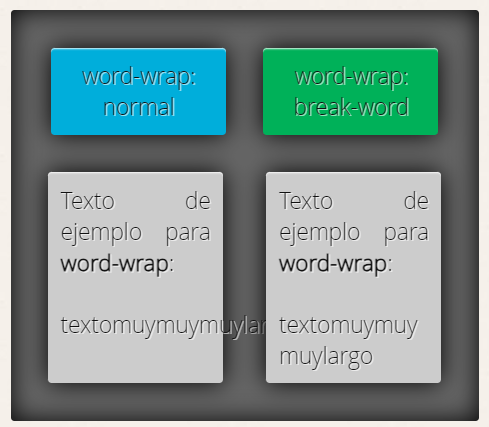 word-wrap:
normal
word-wrap:
break-word
Texto de
ejemplo para
word-wrap:
textomuymuymuylar
Texto de
ejemplo para
word-wrap:
textomuymuy
muylargo